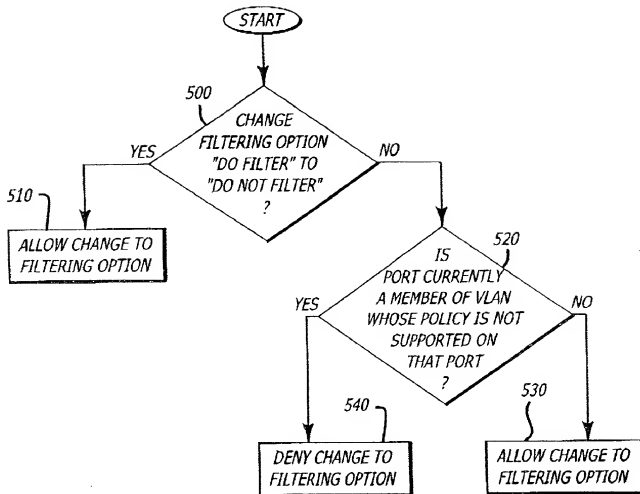 START
500
CHANGE
FILTERING OPTION
"DO FILTER" TO
"DO NOT FILTER"
?
YES
NO
510
ALLOW CHANGE TO
FILTERING OPTION
520
IS
PORT CURRENTLY
A MEMBER OF VLAN
WHOSE POLICY IS NOT
SUPPORTED ON
THAT PORT
?
YES
NO
540
DENY CHANGE TO
FILTERING OPTION
530
ALLOW CHANGE TO
FILTERING OPTION